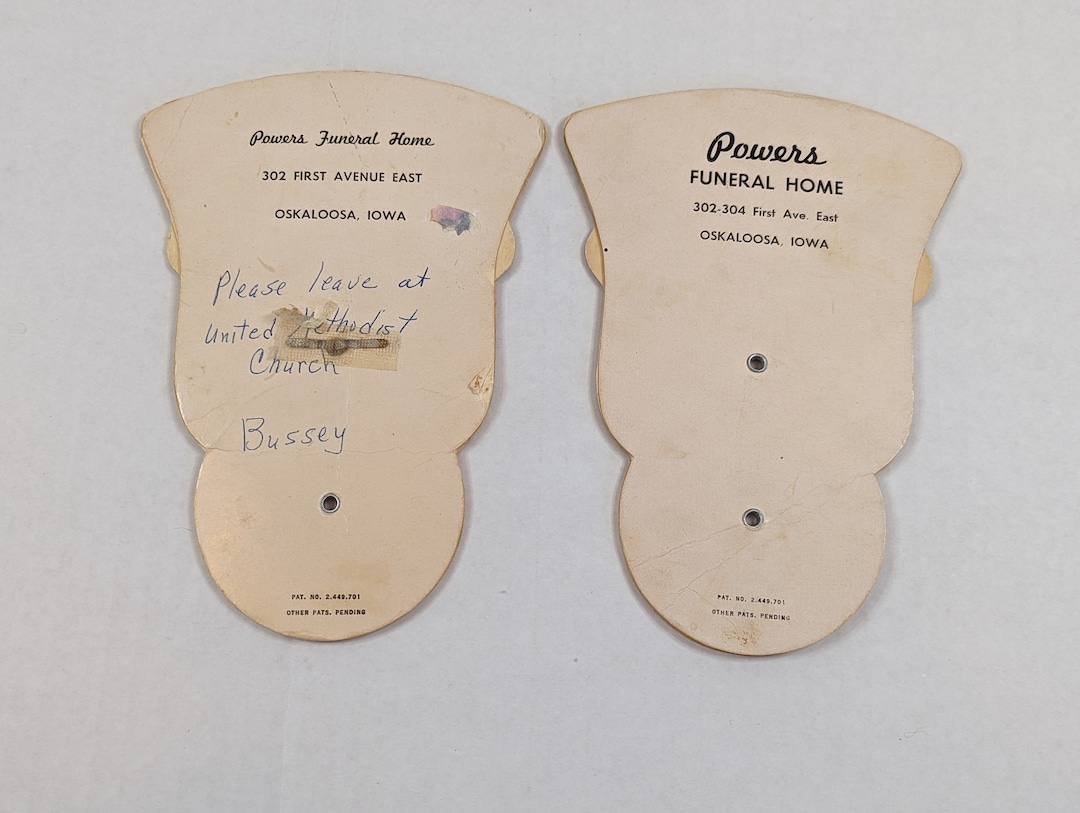 Powers Funeral Home
302 FIRST AVENUE EAST
OSKALOOSA, IOWA
Please leave at
United Methodist
Church
Bussey
PAT. NO. 2.449.701
OTHER PATS. PENDING
Powers
FUNERAL HOME
302-304 First Ave. East
OSKALOOSA, IOWA
PAT. NO. 2.449.701
OTHER PATS. PENDING